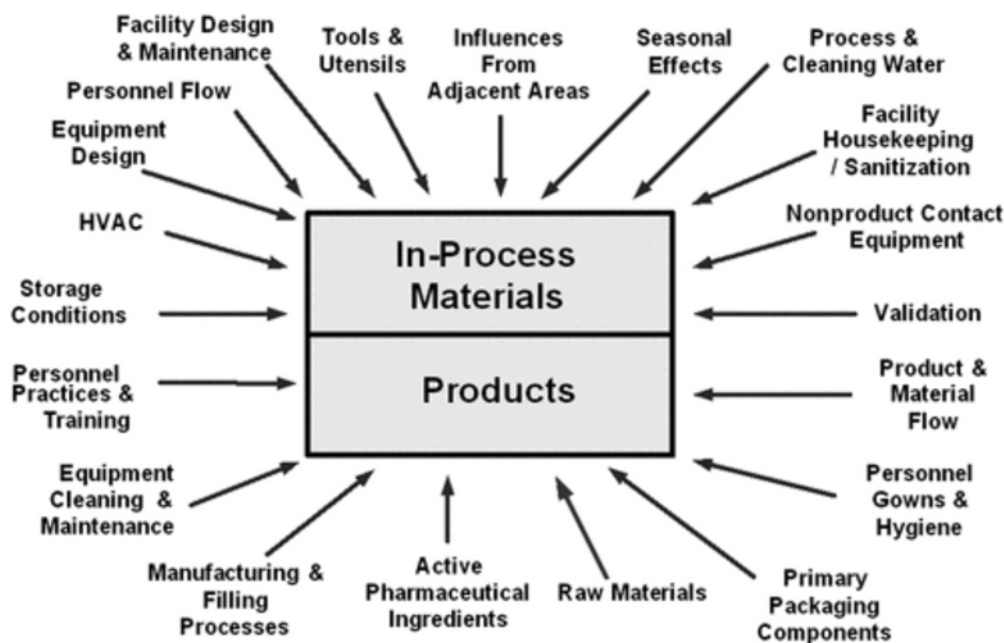 Facility Design
& Maintenance
Tools &
Utensils
Influences
From
Adjacent Areas
Seasonal
Effects
Process &
Cleaning Water
Personnel Flow
Equipment
Design
Facility
Housekeeping
/ Sanitization
HVAC
Nonproduct Contact
Equipment
In-Process
Materials
Storage
Conditions
Validation
Personnel
Practices &
Training
Products
Product &
Material
Flow
Equipment
Cleaning &
Maintenance
Personnel
Gowns &
Hygiene
Manufacturing &
Filling
Processes
Active
Pharmaceutical
Ingredients
Raw Materials
Primary
Packaging
Components